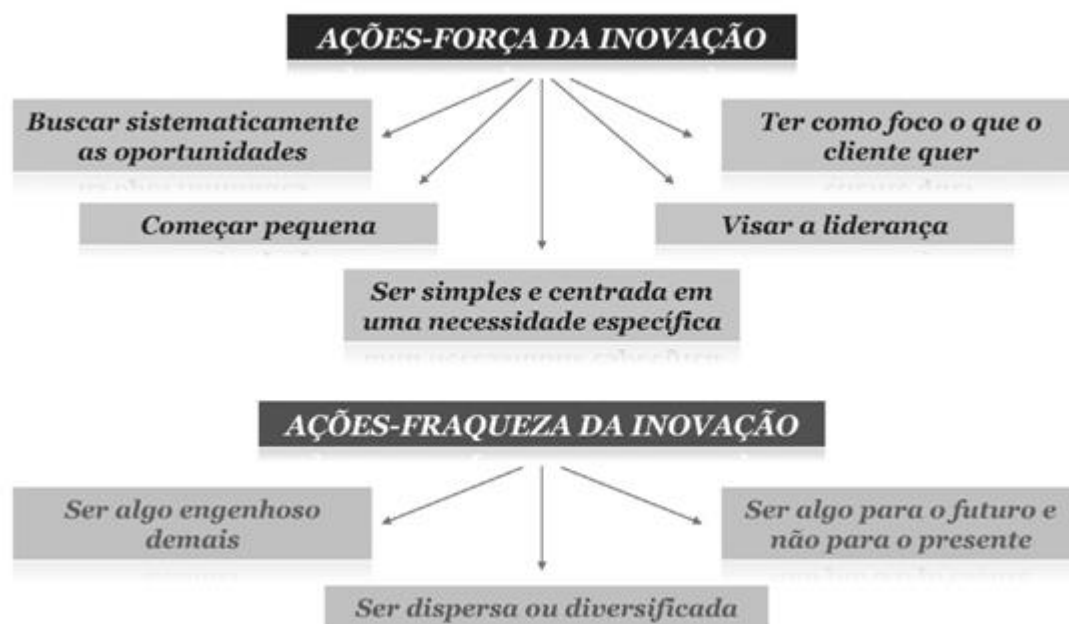 AÇÕES-FORÇA DA INOVAÇÃO
Buscar sistematicamente
as oportunidades
Ter como foco o que o
cliente quer
Começar pequena
Visar a liderança
Ser simples e centrada em
uma necessidade específica
AÇÕES-FRAQUEZA DA INOVAÇÃO
Ser algo engenhoso
demais
Ser algo para o futuro e
não para o presente
Ser dispersa ou diversificada